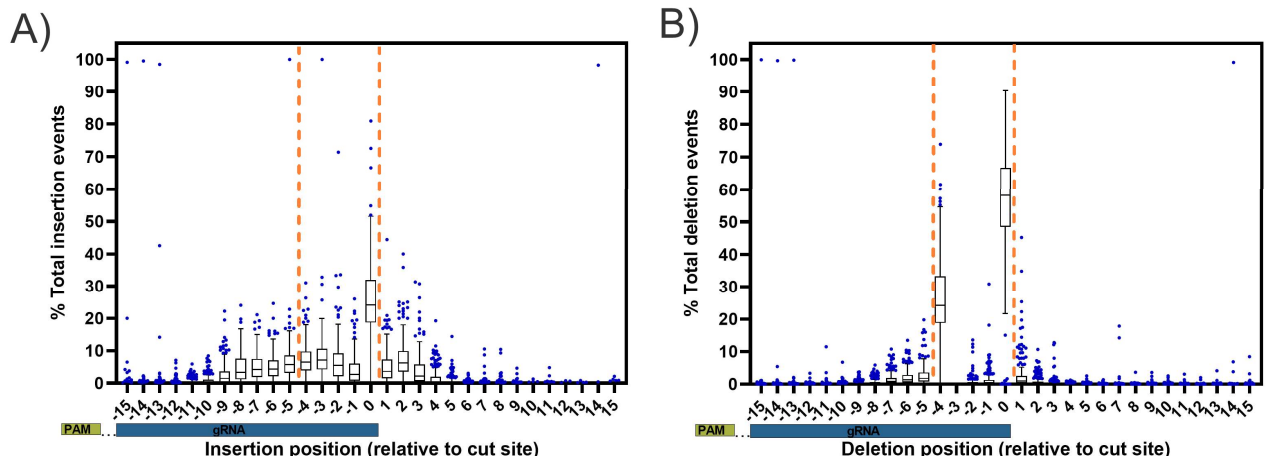 A)
% Total insertion events
100
90
80
70
60
50
40
30
20
10
0
-15 -14 -13 -12 -11 -10 -9 -8 -7 -6 -5 -4 -3 -2 -1 0 1 2 3 4 5 6 7 8 9 10 11 12 13 14 15
PAM ... gRNA
Insertion position (relative to cut site)
B)
% Total deletion events
100
90
80
70
60
50
40
30
20
10
0
-15 -14 -13 -12 -11 -10 -9 -8 -7 -6 -5 -4 -3 -2 -1 0 1 2 3 4 5 6 7 8 9 10 11 12 13 14 15
PAM ... gRNA
Deletion position (relative to cut site)